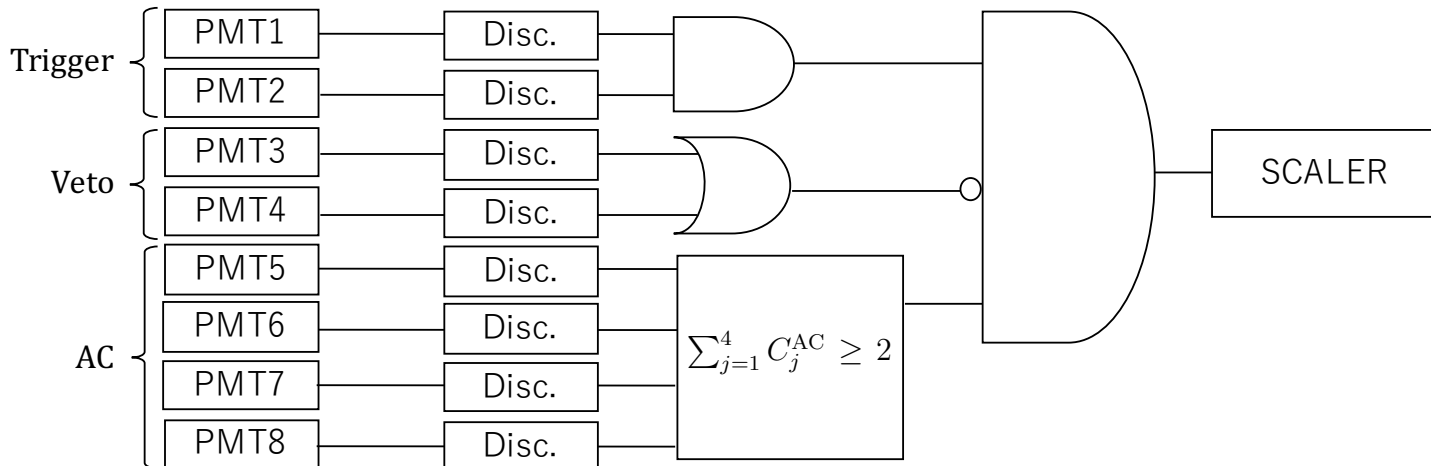 Trigger
PMT1 Disc.
PMT2 Disc.
Veto
PMT3 Disc.
PMT4 Disc.
SCALER
AC
PMT5 Disc.
PMT6 Disc.
PMT7 Disc.
PMT8 Disc.
∑_{j=1}^{4} C_j^{AC} ≥ 2